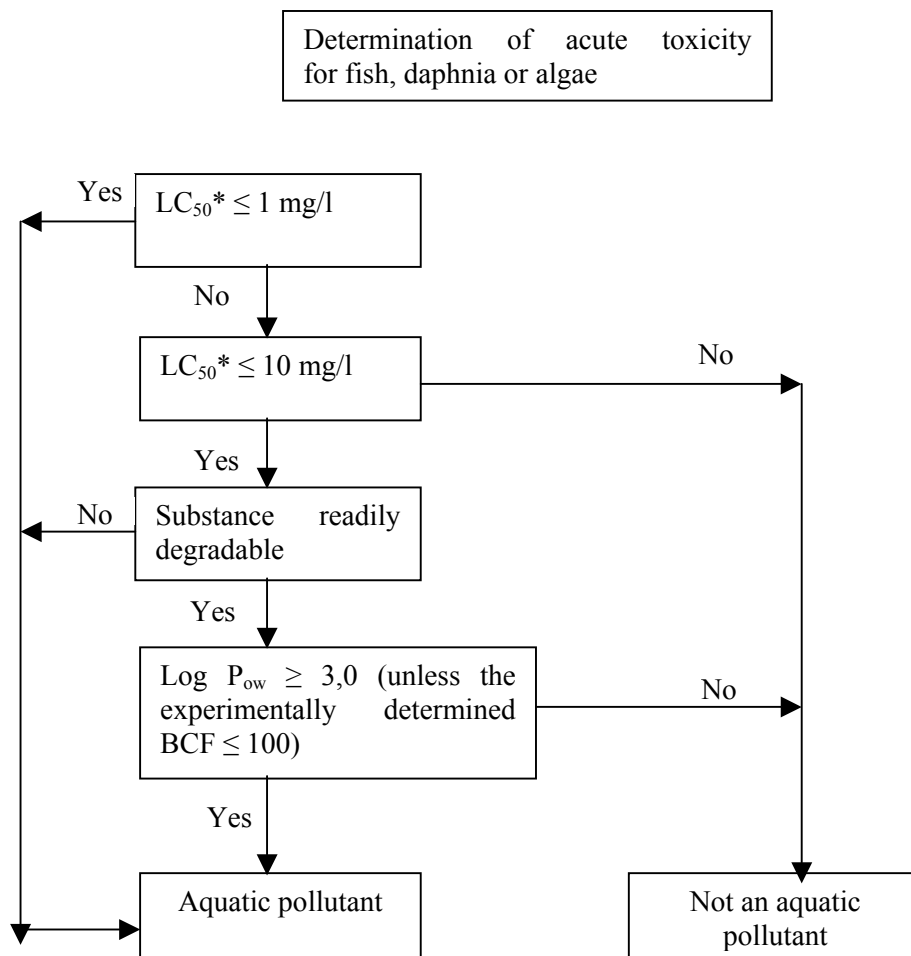 Determination of acute toxicity
for fish, daphnia or algae
Yes
LC50* ≤ 1 mg/l
No
LC50* ≤ 10 mg/l
No
Yes
No
Substance readily
degradable
Yes
Log Pow ≥ 3,0 (unless the
experimentally determined
BCF ≤ 100)
No
Yes
Aquatic pollutant
Not an aquatic
pollutant